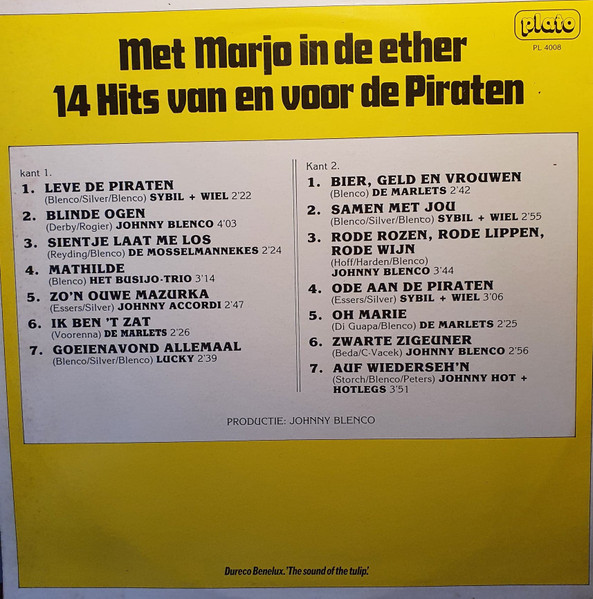 plato
PL 4008
Met Marjo in de ether
14 Hits van en voor de Piraten
kant 1.
1. LEVE DE PIRATEN
(Blenco/Silver/Blenco) SYBIL + WIEL 2'22
2. BLINDE OGEN
(Derby/Rogier) JOHNNY BLENCO 4'03
3. SIENTJE LAAT ME LOS
(Reyding/Blenco) DE MOSSELMANNEKES 2'24
4. MATHILDE
(Blenco) HET BUSIJO-TRIO 3'14
5. ZO'N OUWE MAZURKA
(Essers/Silver) JOHNNY ACCORDI 2'47
6. IK BEN 'T ZAT
(Voorenna) DE MARLETS 2'26
7. GOEIENAVOND ALLEMAAL
(Blenco/Silver/Blenco) LUCKY 2'39
Kant 2.
1. BIER, GELD EN VROUWEN
(Blenco) DE MARLETS 2'42
2. SAMEN MET JOU
(Blenco/Silver/Blenco) SYBIL + WIEL 2'55
3. RODE ROZEN, RODE LIPPEN,
RODE WIJN
(Hoff/Harden/Blenco)
JOHNNY BLENCO 3'44
4. ODE AAN DE PIRATEN
(Essers/Silver) SYBIL + WIEL 3'06
5. OH MARIE
(Di Guapa/Blenco) DE MARLETS 2'25
6. ZWARTE ZIGEUNER
(Beda/C-Vacek) JOHNNY BLENCO 2'56
7. AUF WIEDERSEH'N
(Storch/Blenco/Peters) JOHNNY HOT +
HOTLEGS 3'51
PRODUCTIE: JOHNNY BLENCO
Dureco Benelux. 'The sound of the tulip.'